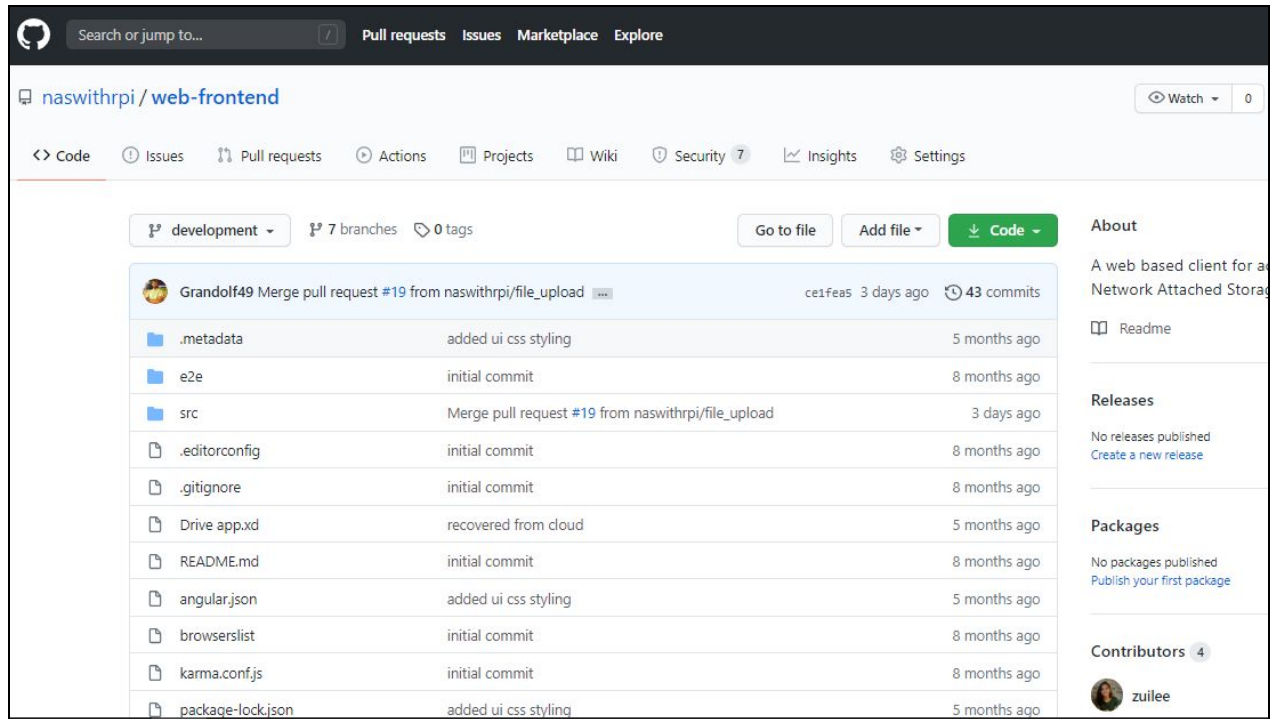 Search or jump to... / Pull requests Issues Marketplace Explore
naswithrpi / web-frontend Watch 0
Code Issues Pull requests Actions Projects Wiki Security 7 Insights Settings
development 7 branches 0 tags Go to file Add file Code
Grandolf49 Merge pull request #19 from naswithrpi/file_upload ... ce1fea5 3 days ago 43 commits
.metadata added ui css styling 5 months ago
e2e initial commit 8 months ago
src Merge pull request #19 from naswithrpi/file_upload 3 days ago
.editorconfig initial commit 8 months ago
.gitignore initial commit 8 months ago
Drive app.xd recovered from cloud 5 months ago
README.md initial commit 8 months ago
angular.json added ui css styling 5 months ago
browserslist initial commit 8 months ago
karma.conf.js initial commit 8 months ago
package-lock.json added ui css styling 5 months ago
About
A web based client for
Network Attached
Readme
Releases
No releases published
Create a new release
Packages
No packages published
Publish your first package
Contributors 4
zuilee